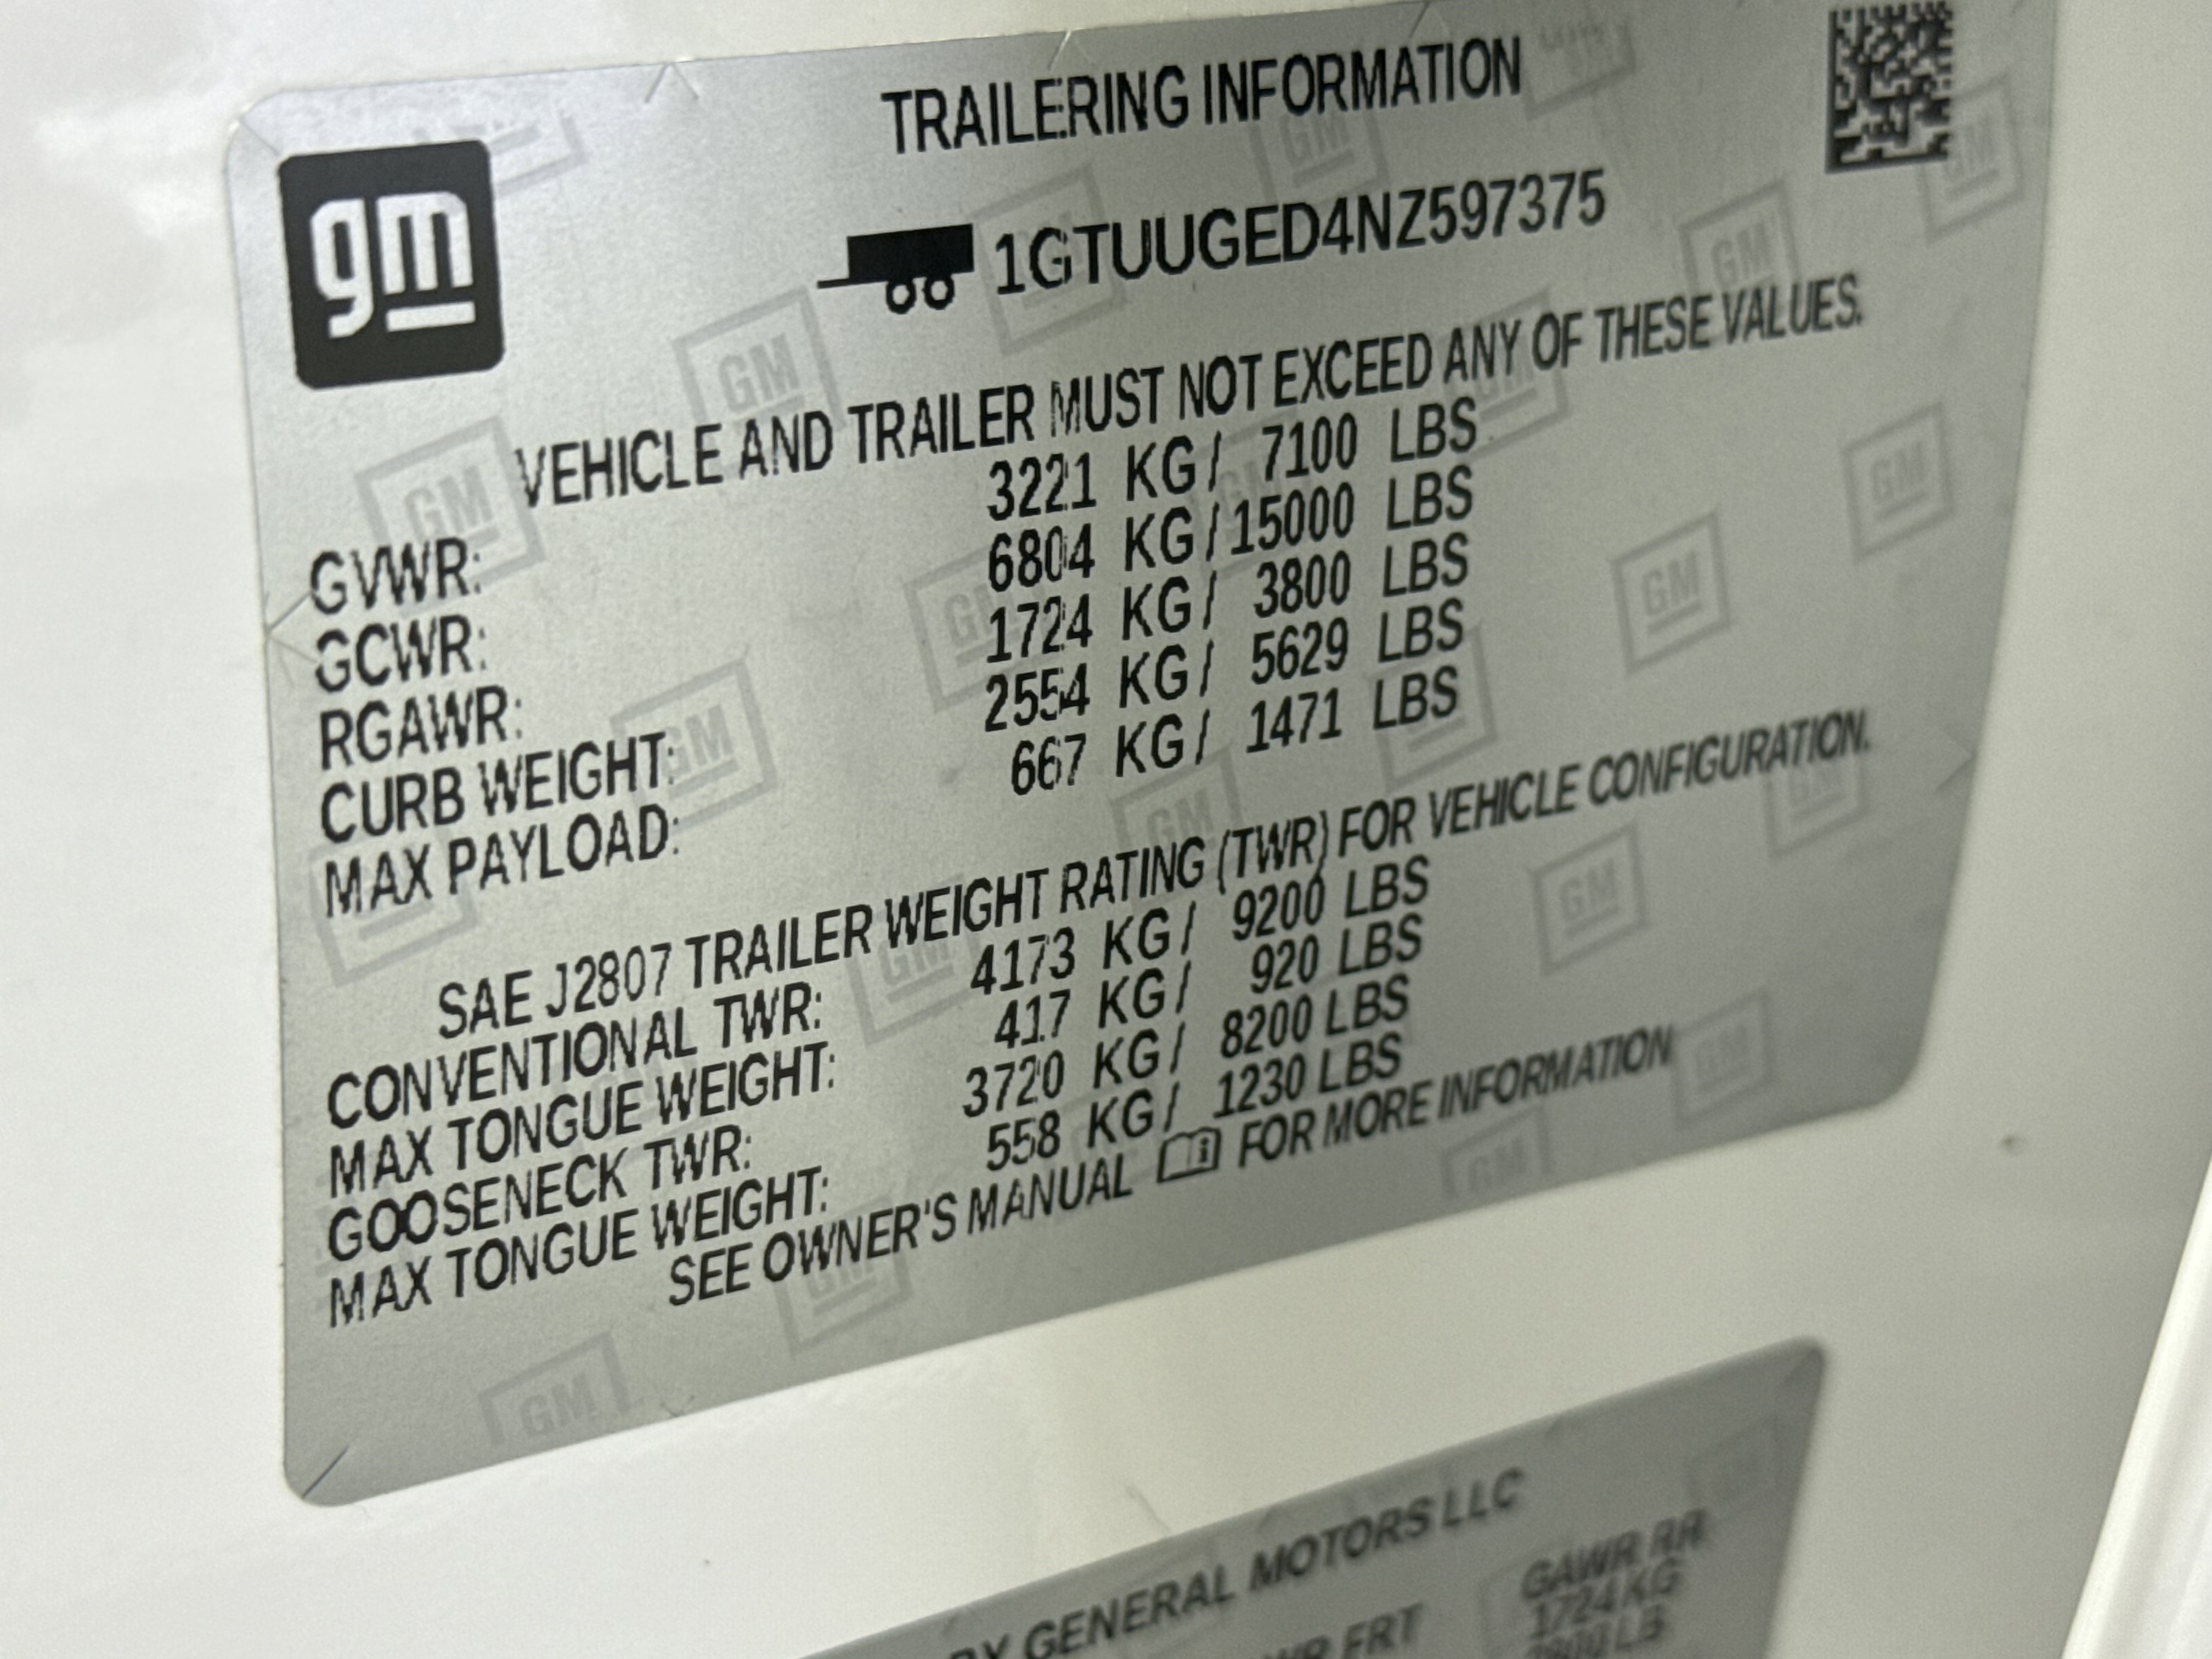 gm
TRAILERING INFORMATION
1GTUUGED4NZ597375
VEHICLE AND TRAILER MUST NOT EXCEED ANY OF THESE VALUES.
GVWR: 3221 KG/ 7100 LBS
GCWR: 6804 KG/15000 LBS
RGAWR: 1724 KG/ 3800 LBS
CURB WEIGHT: 2554 KG/ 5629 LBS
MAX PAYLOAD: 667 KG/ 1471 LBS
SAE J2807 TRAILER WEIGHT RATING (TWR) FOR VEHICLE CONFIGURATION.
CONVENTIONAL TWR: 4173 KG/ 9200 LBS
MAX TONGUE WEIGHT: 417 KG/ 920 LBS
GOOSENECK TWR: 3720 KG/ 8200 LBS
MAX TONGUE WEIGHT: 558 KG/ 1230 LBS
SEE OWNER'S MANUAL FOR MORE INFORMATION
BY GENERAL MOTORS LLC
FRT GAWR RR
1724 KG
LB